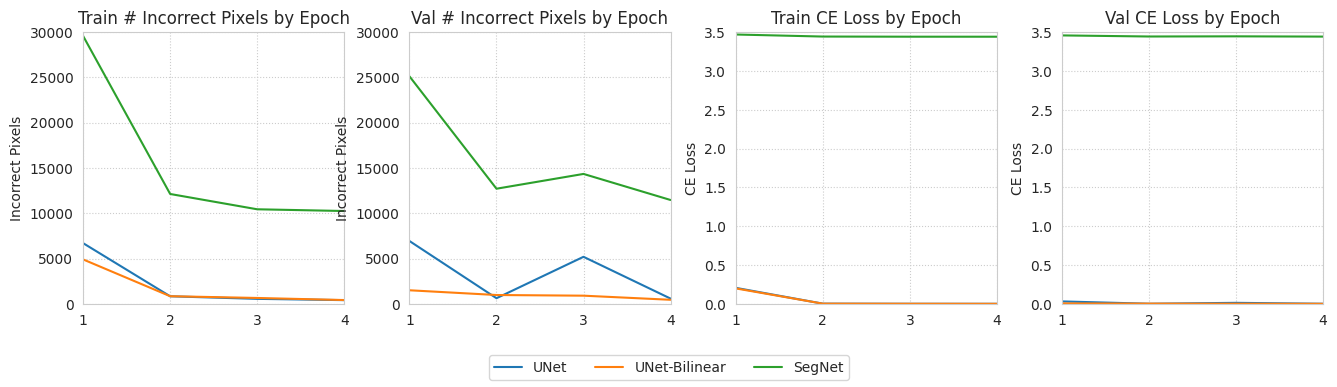 Train # Incorrect Pixels by Epoch
Incorrect Pixels
30000
25000
20000
15000
10000
5000
0
1 2 3 4
Val # Incorrect Pixels by Epoch
Incorrect Pixels
30000
25000
20000
15000
10000
5000
0
1 2 3 4
Train CE Loss by Epoch
CE Loss
3.5
3.0
2.5
2.0
1.5
1.0
0.5
0.0
1 2 3 4
Val CE Loss by Epoch
CE Loss
3.5
3.0
2.5
2.0
1.5
1.0
0.5
0.0
1 2 3 4
UNet UNet-Bilinear SegNet